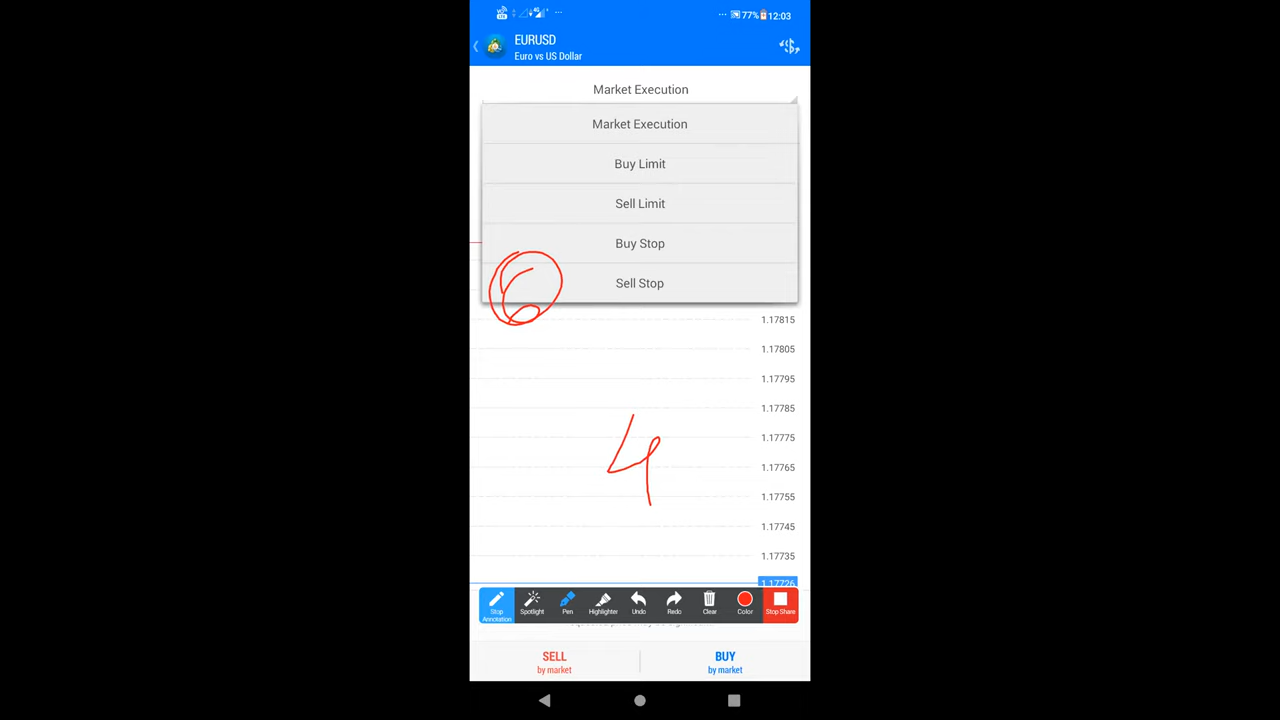 77% 12:03
EURUSD
Euro vs US Dollar
Market Execution
Market Execution
Buy Limit
Sell Limit
Buy Stop
Sell Stop
6
1.17815
1.17805
1.17795
1.17785
1.17775
4
1.17765
1.17755
1.17745
1.17735
1.17726
Stop Annotation
Spotlight
Pen
Highlighter
Undo
Redo
Clear
Color
Stop Share
SELL
by market
BUY
by market